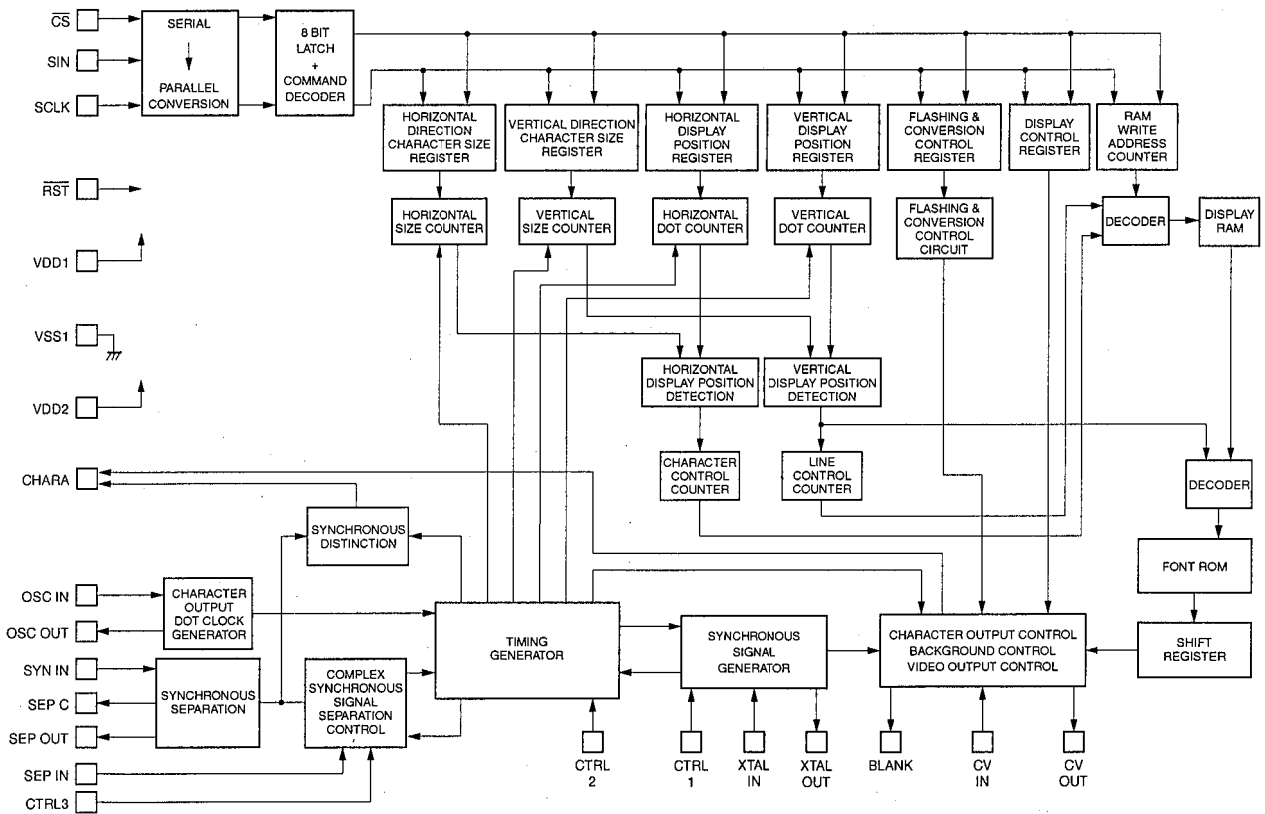 CS
SIN
SCLK
RST
VDD1
VSS1
VDD2
CHARA
OSC IN
OSC OUT
SYN IN
SEP C
SEP OUT
SEP IN
CTRL3
SERIAL
PARALLEL
CONVERSION
8 BIT
LATCH
+
COMMAND
DECODER
HORIZONTAL
DIRECTION
CHARACTER SIZE
REGISTER
VERTICAL DIRECTION
CHARACTER SIZE
REGISTER
HORIZONTAL
DISPLAY
POSITION
REGISTER
VERTICAL
DISPLAY
POSITION
REGISTER
FLASHING &
CONVERSION
CONTROL
REGISTER
DISPLAY
CONTROL
REGISTER
RAM
WRITE
ADDRESS
COUNTER
HORIZONTAL
SIZE COUNTER
VERTICAL
SIZE COUNTER
HORIZONTAL
DOT COUNTER
VERTICAL
DOT COUNTER
FLASHING &
CONVERSION
CONTROL
CIRCUIT
DECODER
DISPLAY
RAM
HORIZONTAL
DISPLAY POSITION
DETECTION
VERTICAL
DISPLAY POSITION
DETECTION
CHARACTER
CONTROL
COUNTER
LINE
CONTROL
COUNTER
DECODER
SYNCHRONOUS
DISTINCTION
FONT ROM
CHARACTER
OUTPUT
DOT CLOCK
GENERATOR
TIMING
GENERATOR
SYNCHRONOUS
SIGNAL
GENERATOR
CHARACTER OUTPUT CONTROL
BACKGROUND CONTROL
VIDEO OUTPUT CONTROL
SHIFT
REGISTER
SYNCHRONOUS
SEPARATION
COMPLEX
SYNCHRONOUS
SIGNAL
SEPARATION
CONTROL
CTRL
2
CTRL
1
XTAL
IN
XTAL
OUT
BLANK
CV
IN
CV
OUT